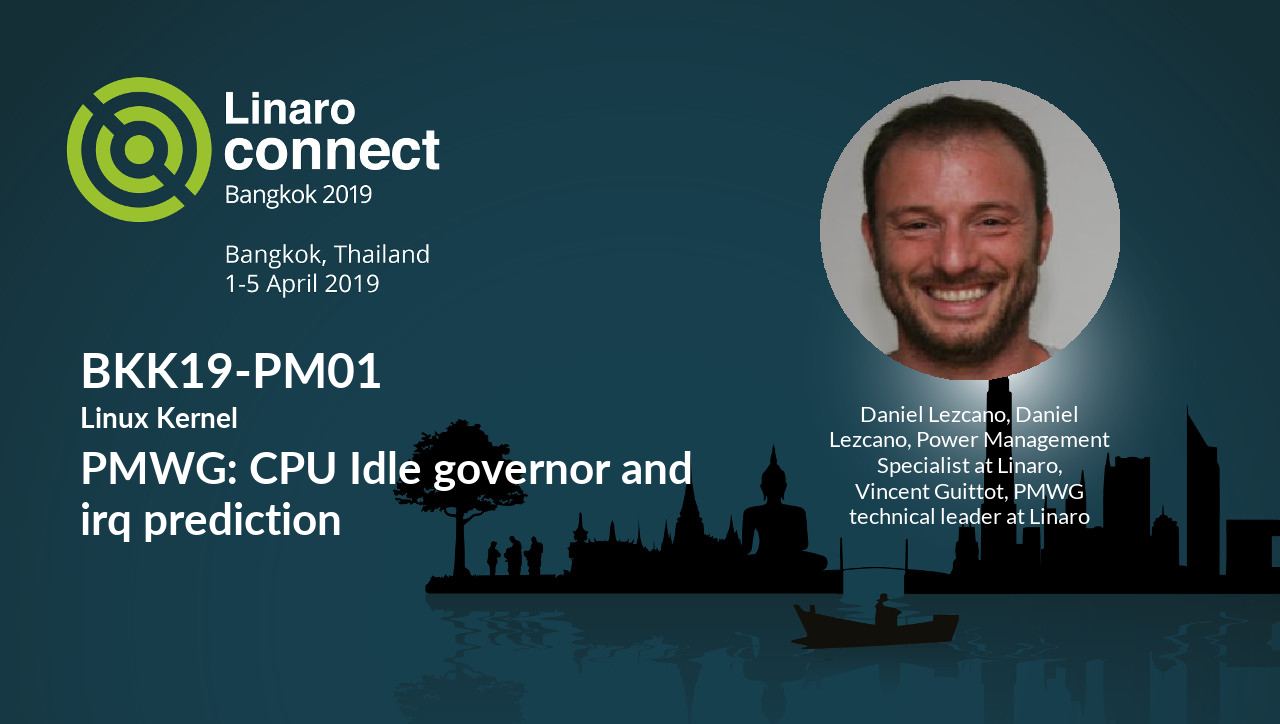 Linaro
connect
Bangkok 2019
Bangkok, Thailand
1-5 April 2019
BKK19-PM01
Linux Kernel
PMWG: CPU Idle governor and
irq prediction
Daniel Lezcano, Daniel
Lezcano, Power Management
Specialist at Linaro,
Vincent Guittot, PMWG
technical leader at Linaro